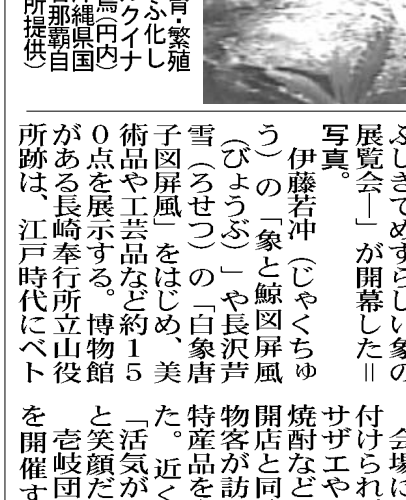 育・繁殖
ふ化し
ルクイナ
(円内)
縄県国
那覇自
所提供)
ふしぎでめずらしい象の
展覧会―」が開幕した＝
写真。
伊藤若冲（じゃくちゅ
う）の「象と鯨図屏風
（びょうぶ）」や長沢芦
雪（ろせつ）の「白象唐
子図屏風」をはじめ、美
術品や工芸品など約１５
０点を展示する。博物館
がある長崎奉行所立山役
所跡は、江戸時代にベト
会場に
付けられ
サザエや
焼酎など
開店と同
物客が訪
特産品を
た。近く
「活気が
と笑顔だ
壱岐団
を開催す